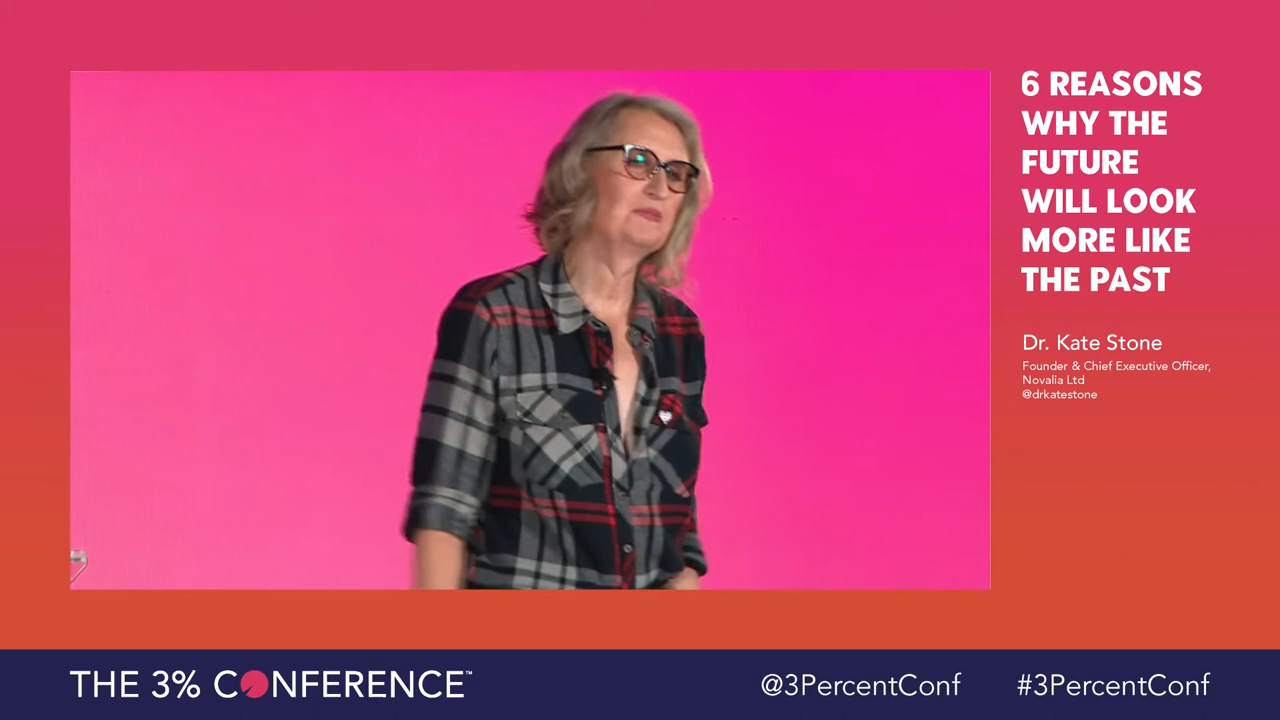 6 REASONS
WHY THE
FUTURE
WILL LOOK
MORE LIKE
THE PAST
Dr. Kate Stone
Founder & Chief Executive Officer,
Novalia Ltd
@drkatestone
THE 3% CONFERENCE™
@3PercentConf
#3PercentConf